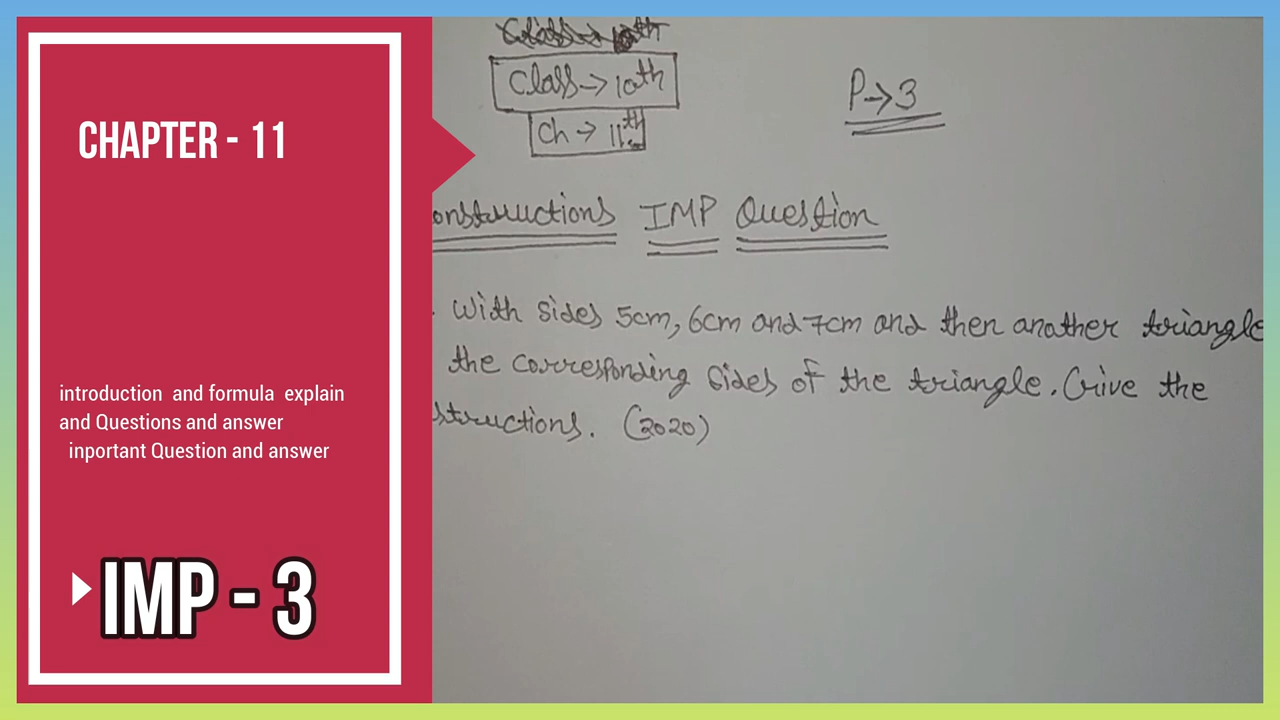 CHAPTER - 11
introduction and formula explain
and Questions and answer
inportant Question and answer
IMP - 3
Class → 10th
Class → 10th
Ch → 11th
P → 3
onstructions IMP Question
. With sides 5cm, 6cm and 7cm and then another triangle
the corresponding sides of the triangle. Give the
structions. (2020)